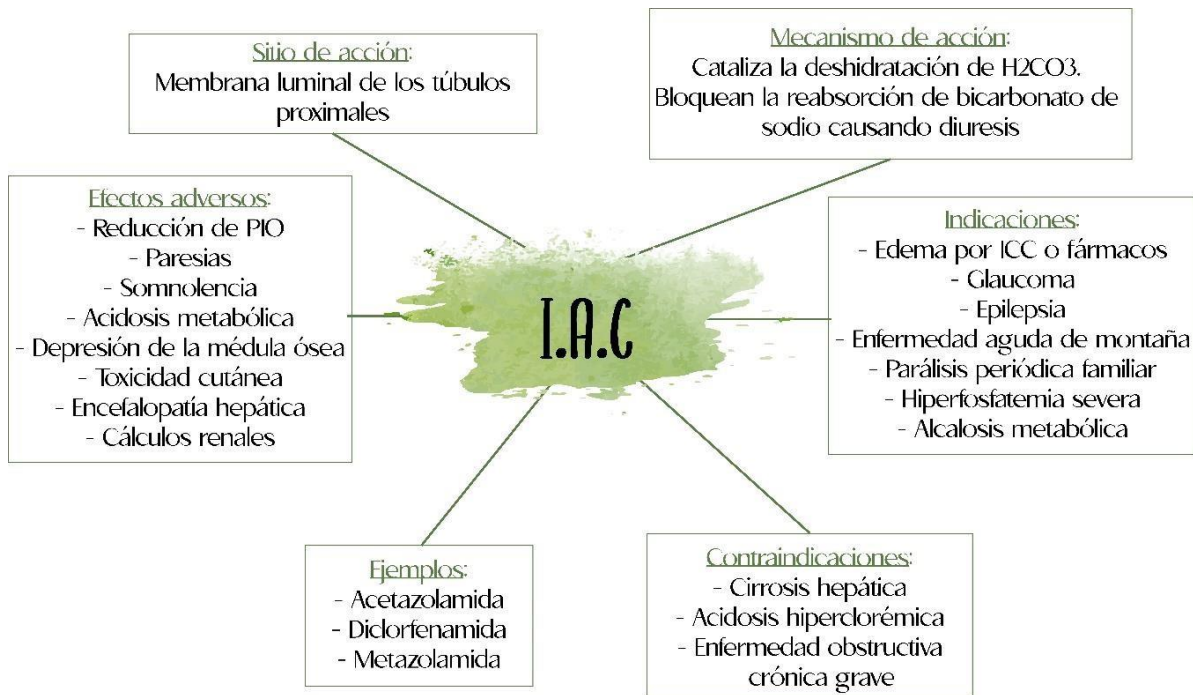 Sitio de acción:
Membrana luminal de los túbulos
proximales
Mecanismo de acción:
Cataliza la deshidratación de H2CO3.
Bloquean la reabsorción de bicarbonato de
sodio causando diuresis
Efectos adversos:
- Reducción de PIO
- Paresias
- Somnolencia
- Acidosis metabólica
- Depresión de la médula ósea
- Toxicidad cutánea
- Encefalopatía hepática
- Cálculos renales
I.A.C
Indicaciones:
- Edema por ICC o fármacos
- Glaucoma
- Epilepsia
- Enfermedad aguda de montaña
- Parálisis periódica familiar
- Hiperfosfatemia severa
- Alcalosis metabólica
Ejemplos:
- Acetazolamida
- Diclorfenamida
- Metazolamida
Contraindicaciones:
- Cirrosis hepática
- Acidosis hiperclorémica
- Enfermedad obstructiva
crónica grave